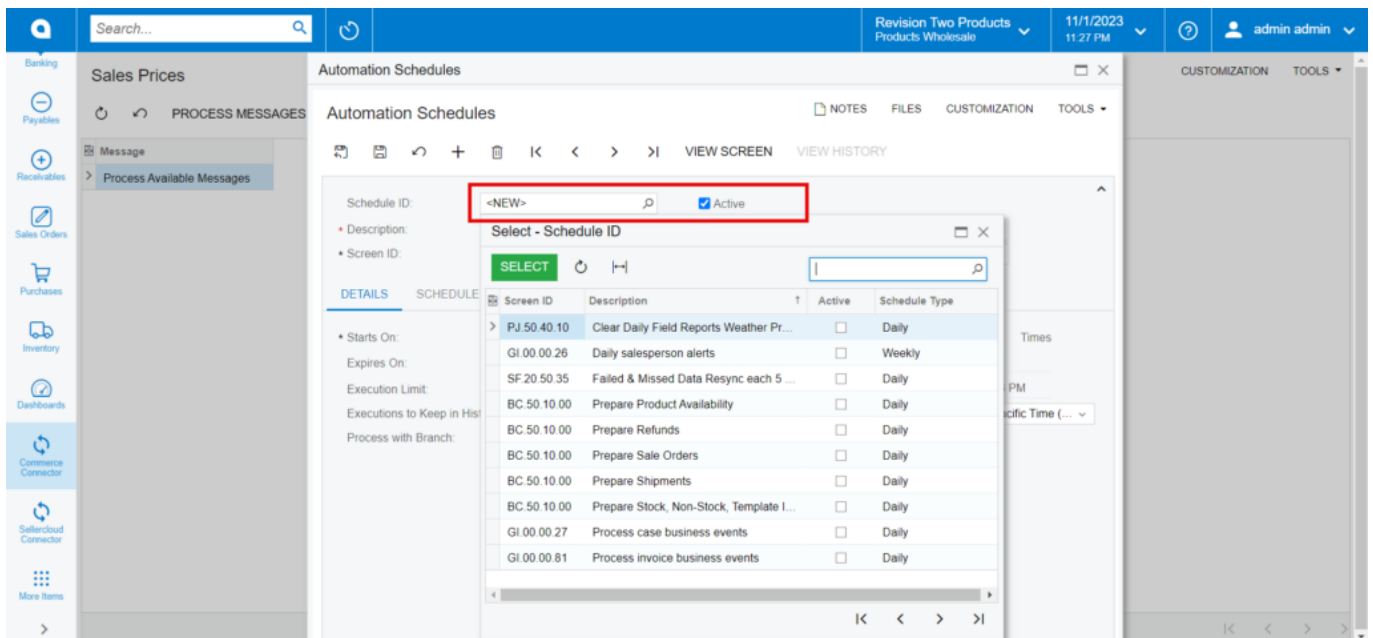 Search...
Revision Two Products
Products Wholesale
11/1/2023
11:27 PM
admin admin
Banking
Payables
Receivables
Sales Orders
Purchases
Inventory
Dashboards
Commerce
Connector
Sellercloud
Connector
More Items
Sales Prices
CUSTOMIZATION TOOLS
PROCESS MESSAGES
Message
Process Available Messages
Automation Schedules
Automation Schedules
NOTES FILES CUSTOMIZATION TOOLS
VIEW SCREEN VIEW HISTORY
Schedule ID: <NEW> Active
* Description:
* Screen ID:
DETAILS SCHEDULE
* Starts On:
Expires On:
Execution Limit:
Executions to Keep in His
Process with Branch:
Times
PM
cific Time (...
Select - Schedule ID
SELECT
Screen ID Description Active Schedule Type
PJ.50.40.10 Clear Daily Field Reports Weather Pr... Daily
GI.00.00.26 Daily salesperson alerts Weekly
SF.20.50.35 Failed & Missed Data Resync each 5 ... Daily
BC.50.10.00 Prepare Product Availability Daily
BC.50.10.00 Prepare Refunds Daily
BC.50.10.00 Prepare Sale Orders Daily
BC.50.10.00 Prepare Shipments Daily
BC.50.10.00 Prepare Stock, Non-Stock, Template I... Daily
GI.00.00.27 Process case business events Daily
GI.00.00.81 Process invoice business events Daily